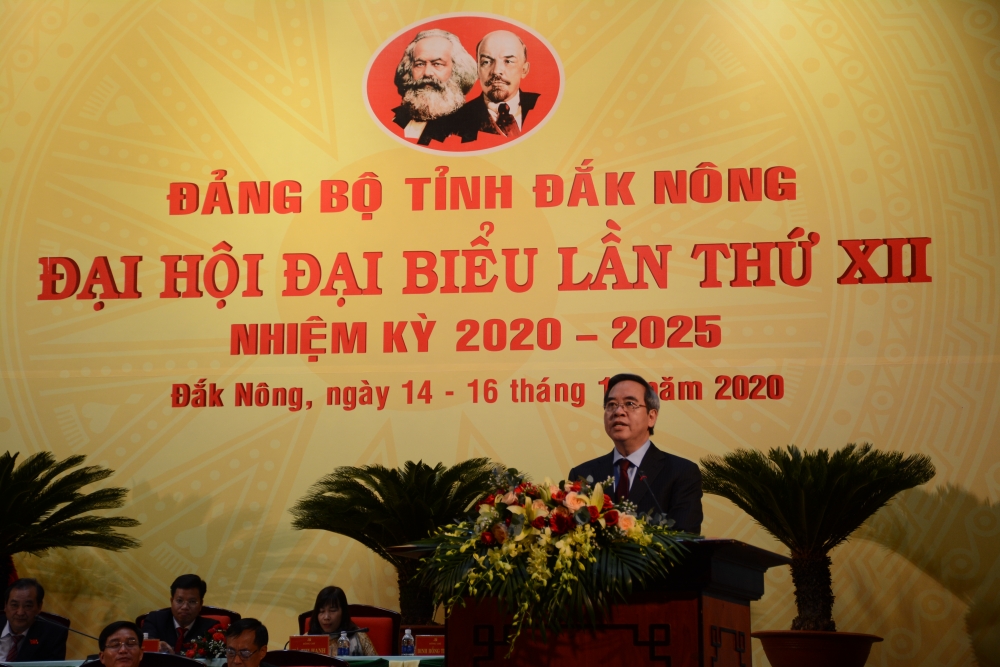 ĐẢNG BỘ TỈNH ĐẮK NÔNG
ĐẠI HỘI ĐẠI BIỂU LẦN THỨ XII
NHIỆM KỲ 2020 – 2025
Đắk Nông, ngày 14 - 16 tháng 1 năm 2020